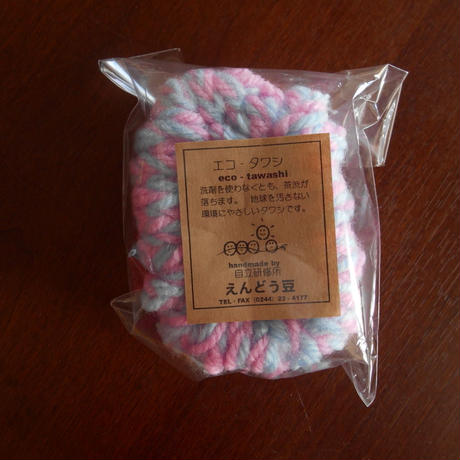 エコ - タワシ
eco - tawashi
洗剤を使わなくとも、茶渋が
落ちます。 地球を汚さない
環境にやさしいタワシです。
handmade by
自立研修所
えんどう豆
TEL・FAX (0244) 23 - 4177